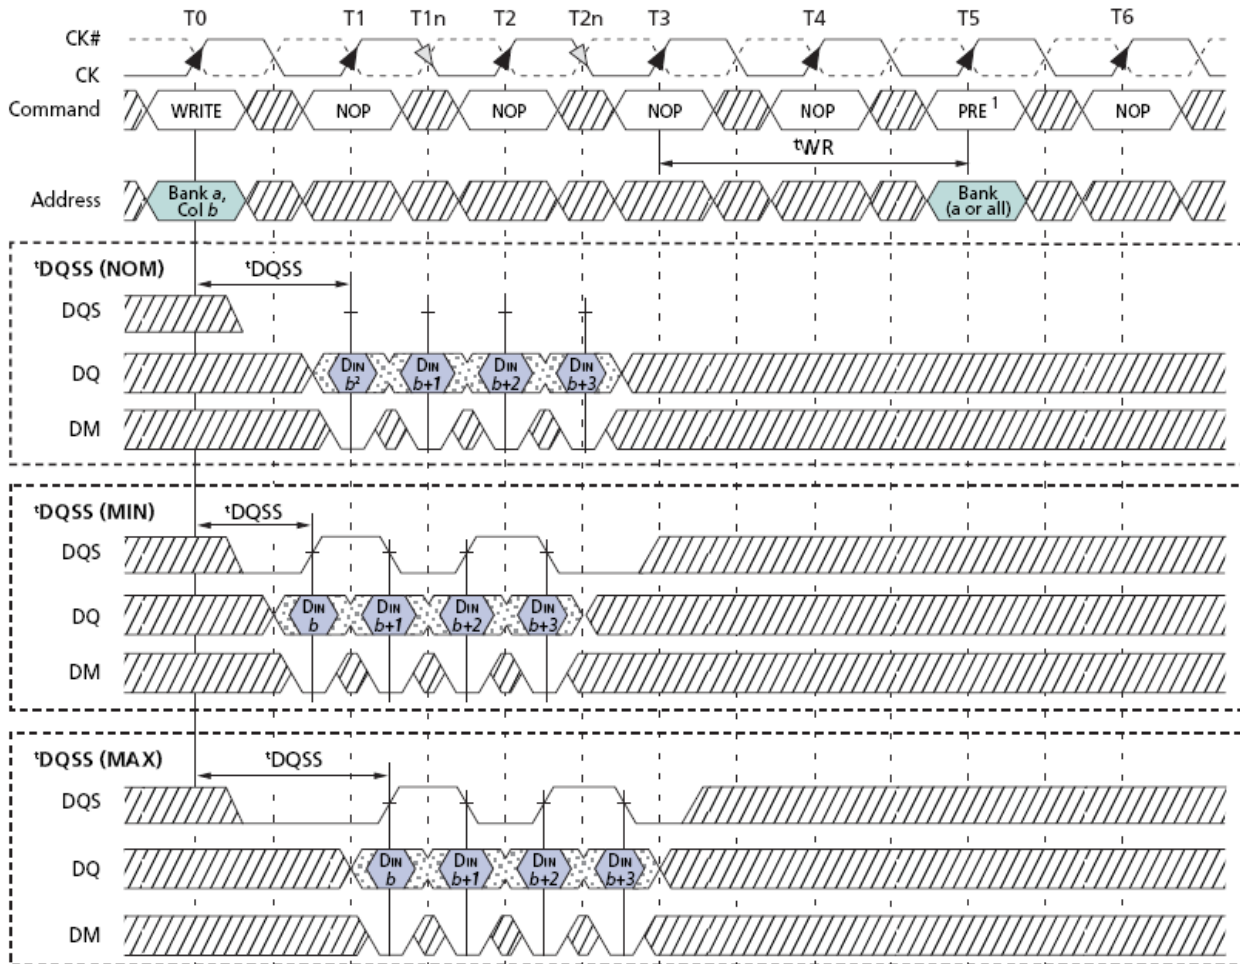 T0 T1 T1n T2 T2n T3 T4 T5 T6
CK#
CK
Command WRITE NOP NOP NOP NOP PRE 1 NOP
tWR
Address Bank a, Col b Bank (a or all)
tDQSS (NOM) tDQSS
DQS
DQ DIN b² DIN b+1 DIN b+2 DIN b+3
DM
tDQSS (MIN) tDQSS
DQS
DQ DIN b DIN b+1 DIN b+2 DIN b+3
DM
tDQSS (MAX) tDQSS
DQS
DQ DIN b DIN b+1 DIN b+2 DIN b+3
DM